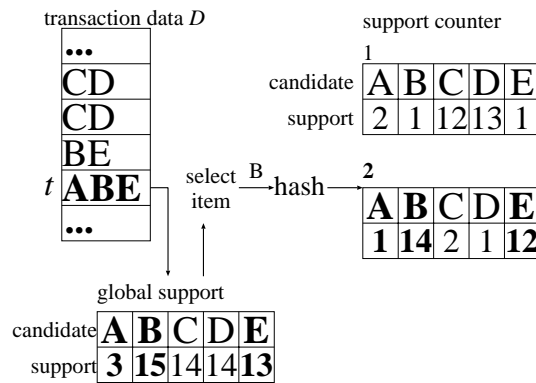 transaction data D
...
CD
CD
BE
t ABE
...
support counter
1
candidate A B C D E
support 2 1 12 13 1
select item
B
hash
2
A B C D E
1 14 2 1 12
global support
candidate A B C D E
support 3 15 14 14 13